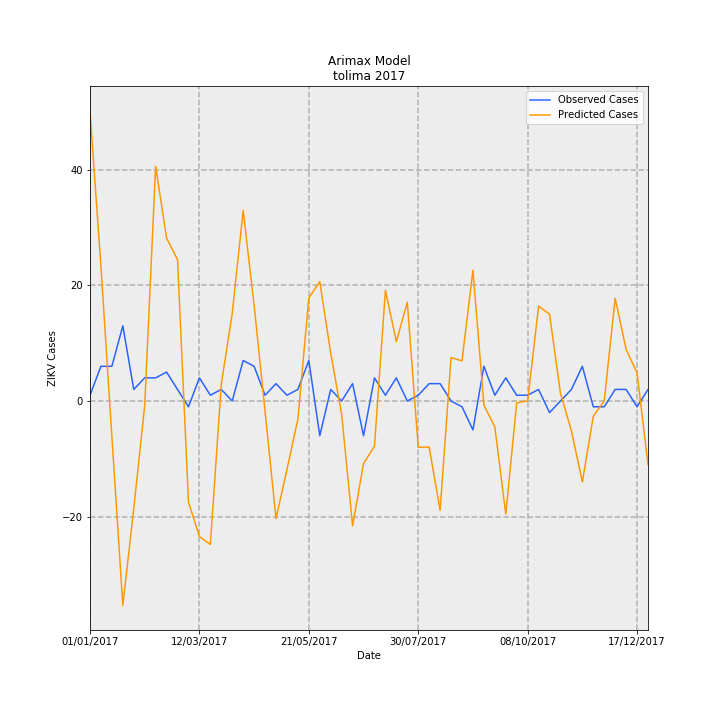 Arimax Model
tolima 2017
Observed Cases
Predicted Cases
ZIKV Cases
40
20
0
−20
01/01/2017
12/03/2017
21/05/2017
30/07/2017
08/10/2017
17/12/2017
Date